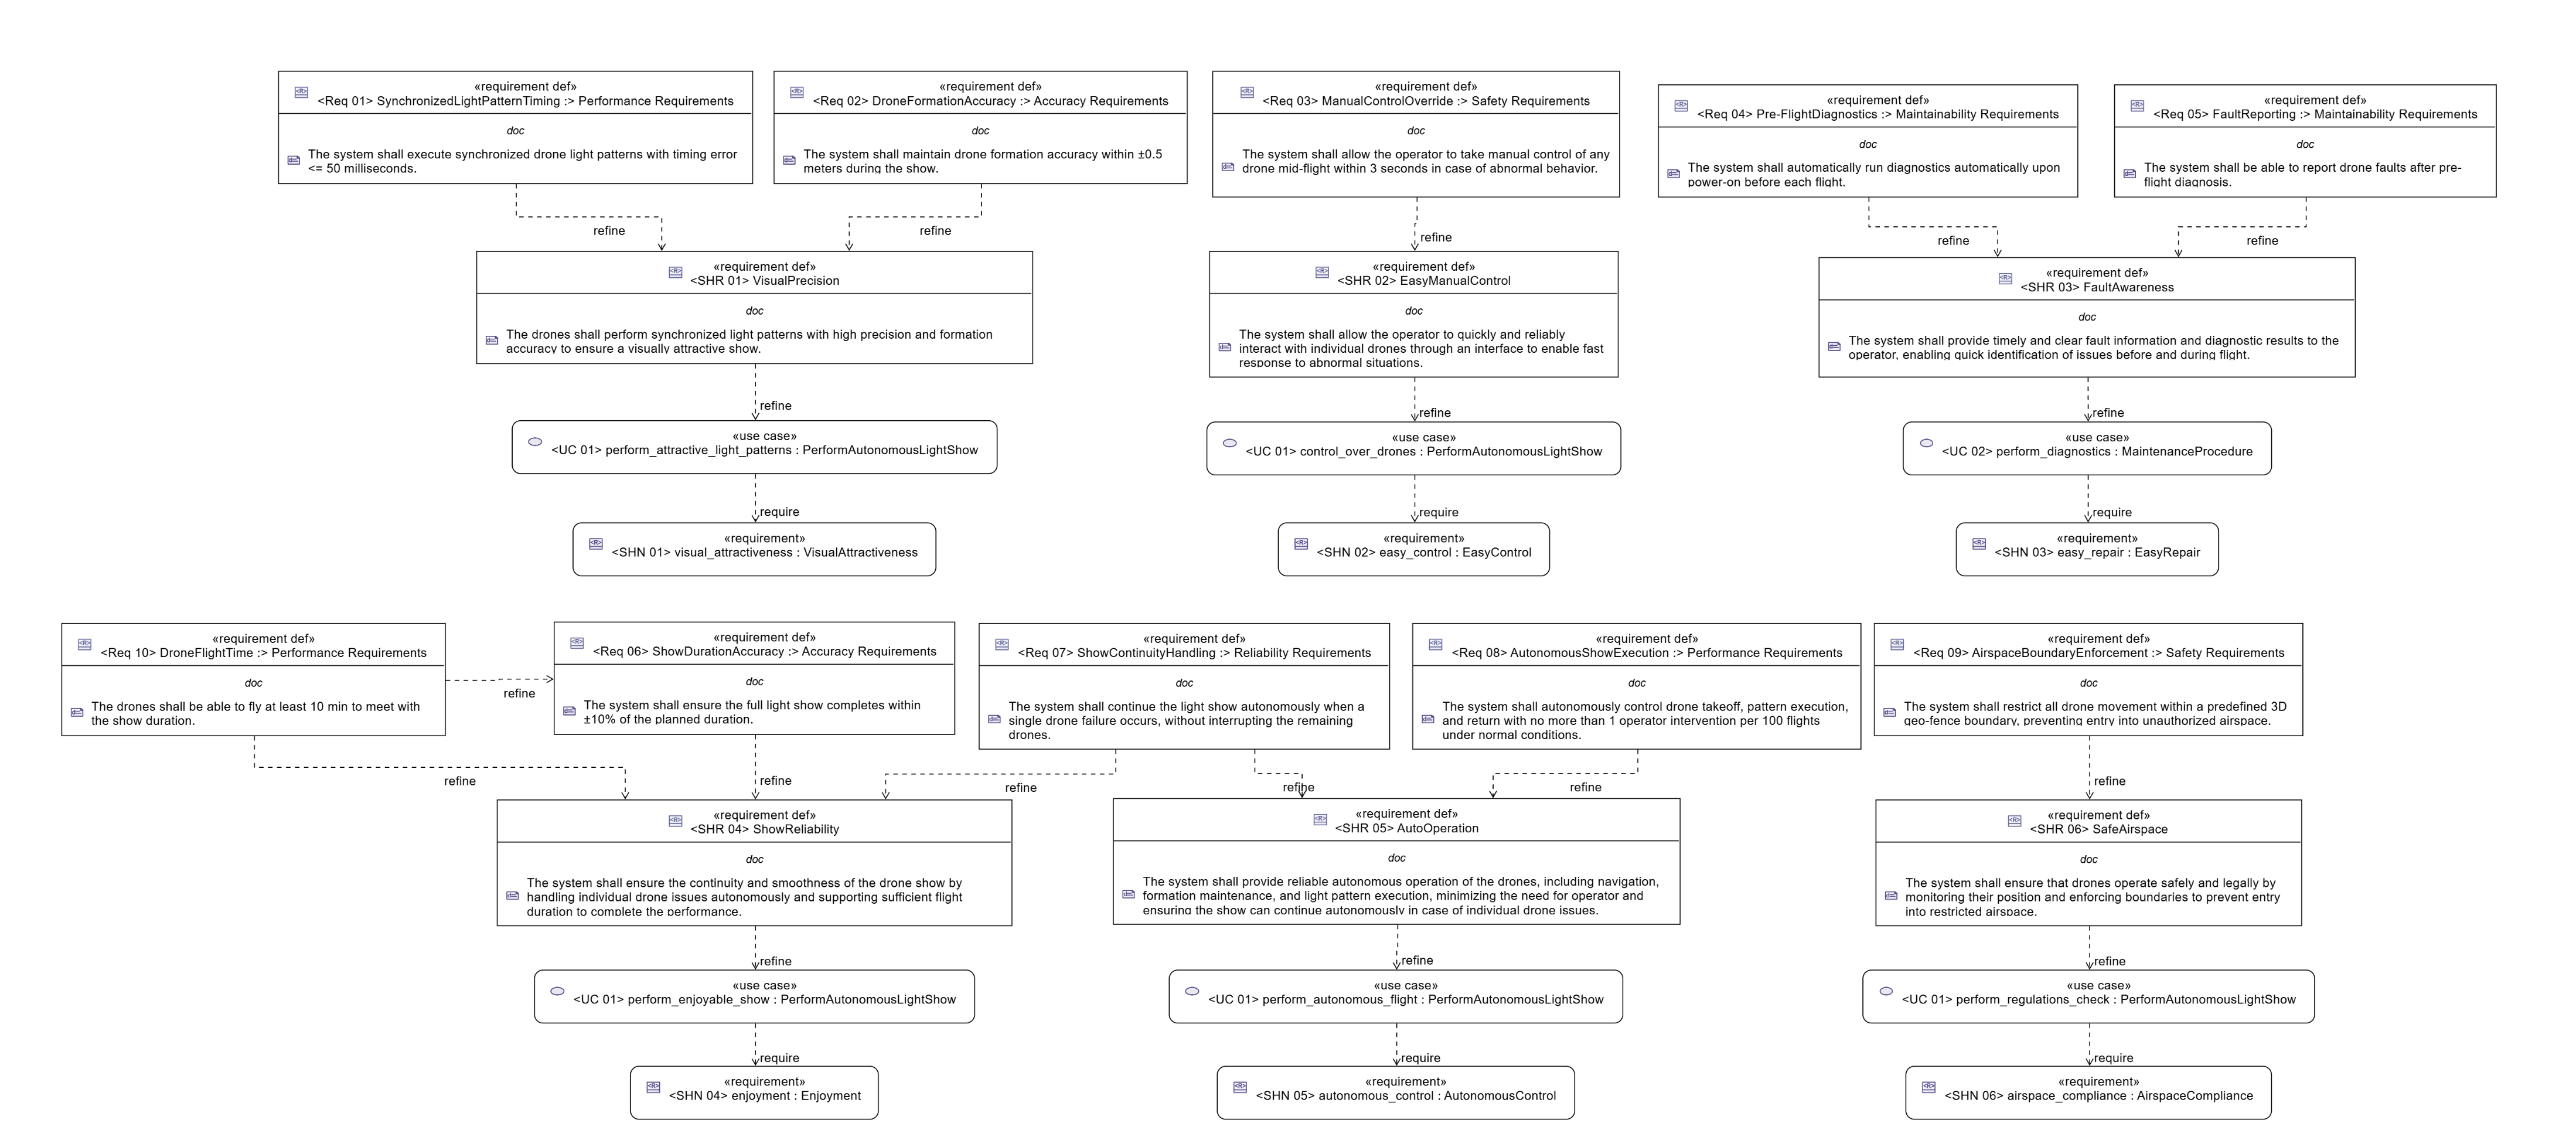 «requirement def»
<Req 01> SynchronizedLightPatternTiming :> Performance Requirements
doc
The system shall execute synchronized drone light patterns with timing error
<= 50 milliseconds.
«requirement def»
<Req 02> DroneFormationAccuracy :> Accuracy Requirements
doc
The system shall maintain drone formation accuracy within ±0.5
meters during the show.
«requirement def»
<Req 03> ManualControlOverride :> Safety Requirements
doc
The system shall allow the operator to take manual control of any
drone mid-flight within 3 seconds in case of abnormal behavior.
«requirement def»
<Req 04> Pre-FlightDiagnostics :> Maintainability Requirements
doc
The system shall automatically run diagnostics automatically upon
power-on before each flight.
«requirement def»
<Req 05> FaultReporting :> Maintainability Requirements
doc
The system shall be able to report drone faults after pre-
flight diagnosis.
refine
refine
refine
refine
refine
«requirement def»
<SHR 01> VisualPrecision
doc
The drones shall perform synchronized light patterns with high precision and formation
accuracy to ensure a visually attractive show.
«requirement def»
<SHR 02> EasyManualControl
doc
The system shall allow the operator to quickly and reliably
interact with individual drones through an interface to enable fast
response to abnormal situations.
«requirement def»
<SHR 03> FaultAwareness
doc
The system shall provide timely and clear fault information and diagnostic results to the
operator, enabling quick identification of issues before and during flight.
refine
refine
refine
«use case»
<UC 01> perform_attractive_light_patterns : PerformAutonomousLightShow
«use case»
<UC 01> control_over_drones : PerformAutonomousLightShow
«use case»
<UC 02> perform_diagnostics : MaintenanceProcedure
require
require
require
«requirement»
<SHN 01> visual_attractiveness : VisualAttractiveness
«requirement»
<SHN 02> easy_control : EasyControl
«requirement»
<SHN 03> easy_repair : EasyRepair
«requirement def»
<Req 10> DroneFlightTime :> Performance Requirements
doc
The drones shall be able to fly at least 10 min to meet with
the show duration.
refine
«requirement def»
<Req 06> ShowDurationAccuracy :> Accuracy Requirements
doc
The system shall ensure the full light show completes within
±10% of the planned duration.
«requirement def»
<Req 07> ShowContinuityHandling :> Reliability Requirements
doc
The system shall continue the light show autonomously when a
single drone failure occurs, without interrupting the remaining
drones.
«requirement def»
<Req 08> AutonomousShowExecution :> Performance Requirements
doc
The system shall autonomously control drone takeoff, pattern execution,
and return with no more than 1 operator intervention per 100 flights
under normal conditions.
«requirement def»
<Req 09> AirspaceBoundaryEnforcement :> Safety Requirements
doc
The system shall restrict all drone movement within a predefined 3D
geo-fence boundary, preventing entry into unauthorized airspace.
refine
refine
refine
refine
refine
refine
«requirement def»
<SHR 04> ShowReliability
doc
The system shall ensure the continuity and smoothness of the drone show by
handling individual drone issues autonomously and supporting sufficient flight
duration to complete the performance.
«requirement def»
<SHR 05> AutoOperation
doc
The system shall provide reliable autonomous operation of the drones, including navigation,
formation maintenance, and light pattern execution, minimizing the need for operator and
ensuring the show can continue autonomously in case of individual drone issues.
«requirement def»
<SHR 06> SafeAirspace
doc
The system shall ensure that drones operate safely and legally by
monitoring their position and enforcing boundaries to prevent entry
into restricted airspace.
refine
refine
refine
«use case»
<UC 01> perform_enjoyable_show : PerformAutonomousLightShow
«use case»
<UC 01> perform_autonomous_flight : PerformAutonomousLightShow
«use case»
<UC 01> perform_regulations_check : PerformAutonomousLightShow
require
require
require
«requirement»
<SHN 04> enjoyment : Enjoyment
«requirement»
<SHN 05> autonomous_control : AutonomousControl
«requirement»
<SHN 06> airspace_compliance : AirspaceCompliance